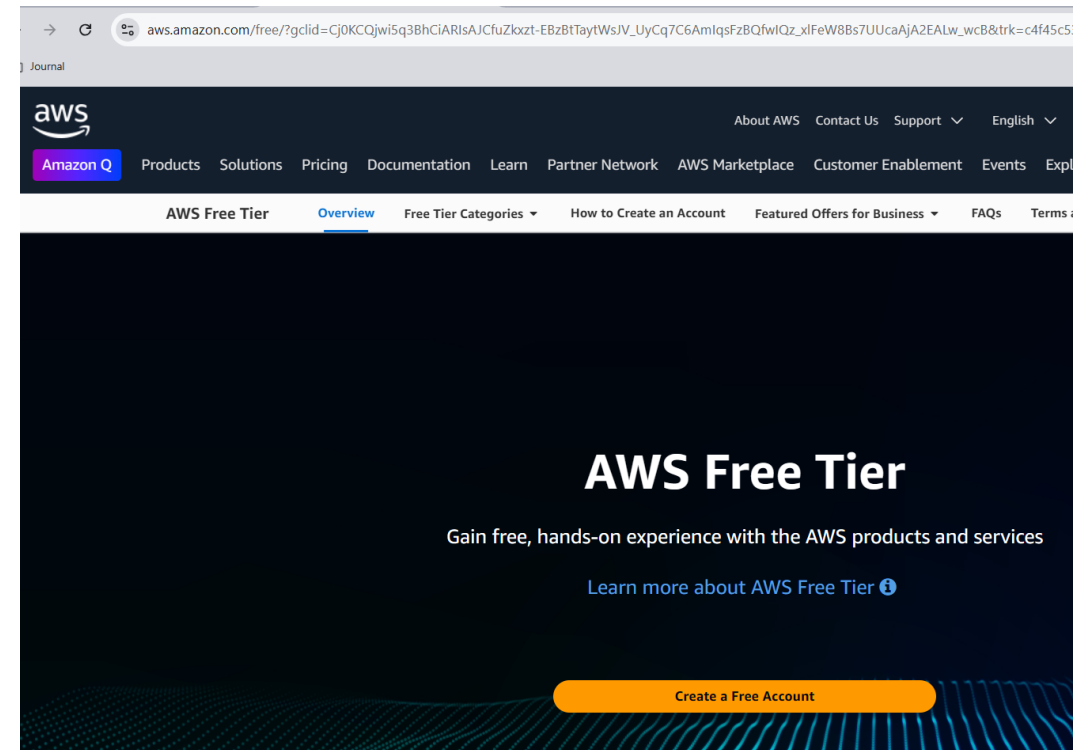 aws.amazon.com/free/?gclid=Cj0KCQjwi5q3BhCiARIsAJCfuZkxzt-EBzBtTaytWsJV_UyCq7C6AmIqsFzBQfwIQz_xlFeW8Bs7UUcaAjA2EALw_wcB&trk=c4f45c5
Journal
aws
About AWS Contact Us Support English
Amazon Q Products Solutions Pricing Documentation Learn Partner Network AWS Marketplace Customer Enablement Events Expl
AWS Free Tier Overview Free Tier Categories How to Create an Account Featured Offers for Business FAQs Terms a
AWS Free Tier
Gain free, hands-on experience with the AWS products and services
Learn more about AWS Free Tier
Create a Free Account